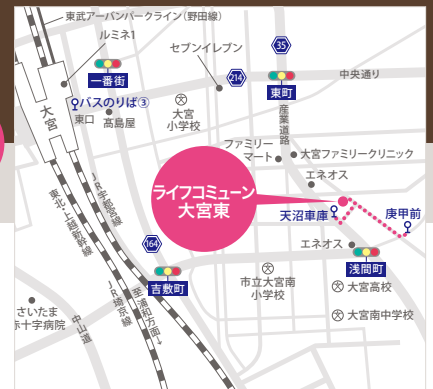 東武アーバンパークライン(野田線)
ルミネ1
セブンイレブン
35
一番街
214
中央通り
東町
バスのりば③
大宮
東口
高島屋
大宮
小学校
産業道路
ファミリー
マート
大宮ファミリークリニック
エネオス
ライフコミューン
大宮東
JR宇都宮線
東北・上越新幹線
天沼車庫
庚申前
164
エネオス
浅間町
吉敷町
市立大宮南
小学校
大宮高校
大宮南中学校
さいたま
赤十字病院
中山道
JR埼京線
至浦和方面→